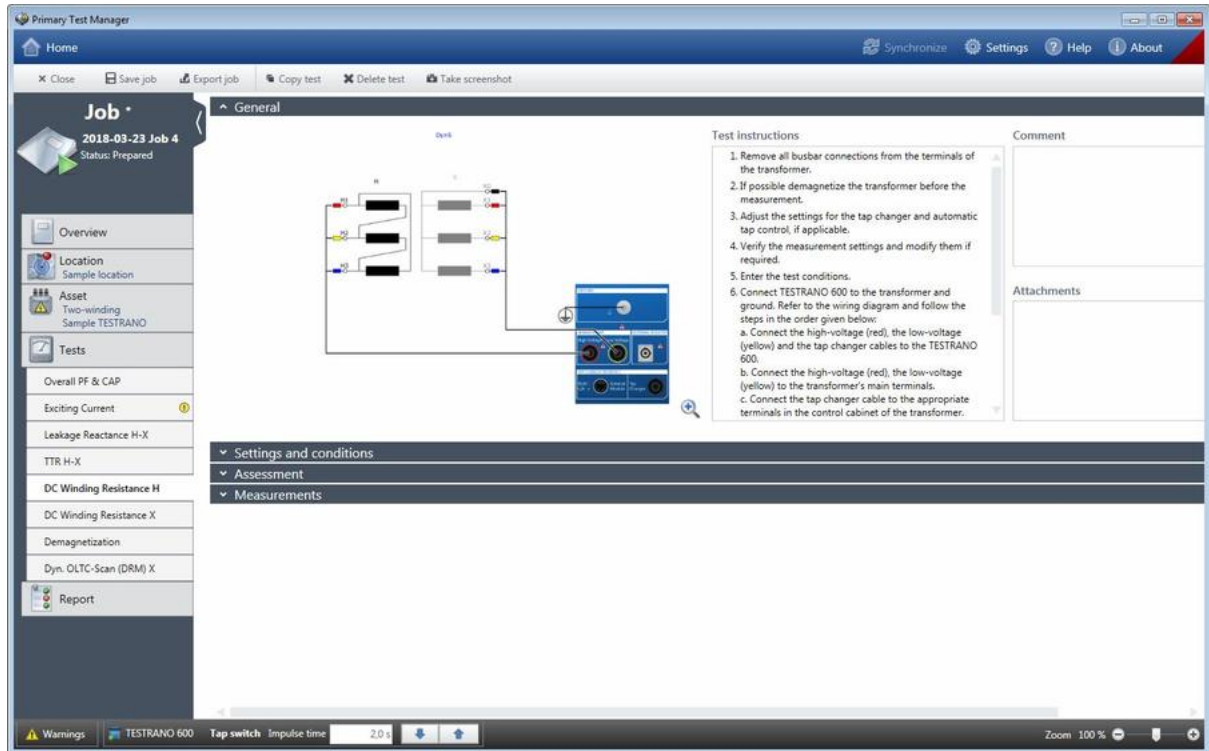 Primary Test Manager
Home
Synchronize
Settings
Help
About
Close
Save job
Export job
Copy test
Delete test
Take screenshot
Job •
2018-03-23 Job 4
Status: Prepared
Overview
Location
Sample location
Asset
Two-winding
Sample TESTRANO
Tests
Overall PF & CAP
Exciting Current
Leakage Reactance H-X
TTR H-X
DC Winding Resistance H
DC Winding Resistance X
Demagnetization
Dyn. OLTC-Scan (DRM) X
Report
General
Dyn5
H
H1
H2
H3
X0
X1
X2
X3
Test instructions
1. Remove all busbar connections from the terminals of
the transformer.
2. If possible demagnetize the transformer before the
measurement.
3. Adjust the settings for the tap changer and automatic
tap control, if applicable.
4. Verify the measurement settings and modify them if
required.
5. Enter the test conditions.
6. Connect TESTRANO 600 to the transformer and
ground. Refer to the wiring diagram and follow the
steps in the order given below:
a. Connect the high-voltage (red), the low-voltage
(yellow) and the tap changer cables to the TESTRANO
600.
b. Connect the high-voltage (red), the low-voltage
(yellow) to the transformer's main terminals.
c. Connect the tap changer cable to the appropriate
terminals in the control cabinet of the transformer.
Comment
Attachments
Settings and conditions
Assessment
Measurements
Warnings
TESTRANO 600
Tap switch Impulse time
2,0 s
Zoom 100 %